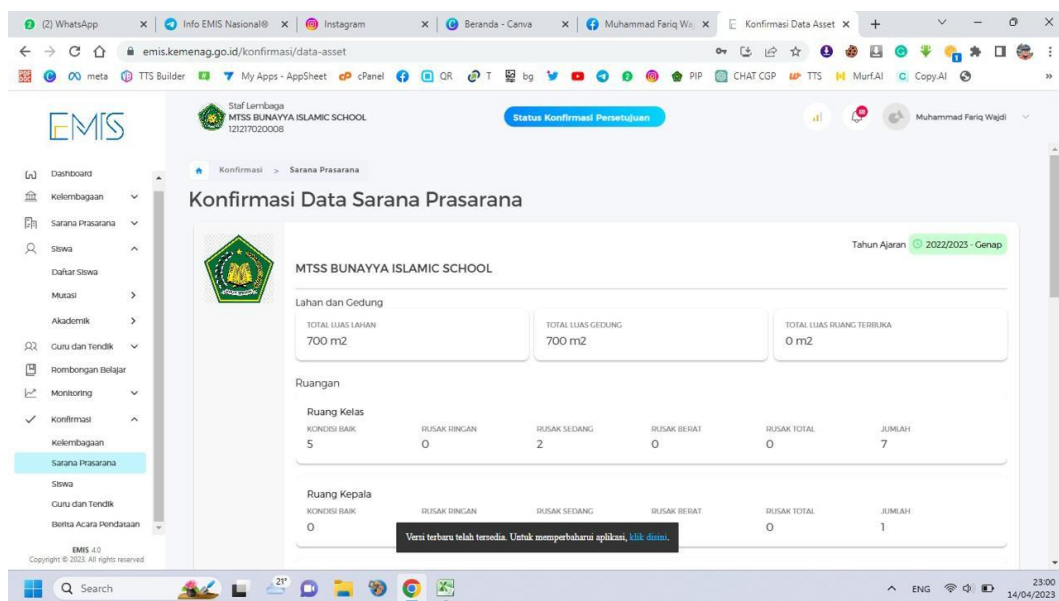 (2) WhatsApp
Info EMIS Nasional®
Instagram
Beranda - Canva
Muhammad Fariq Waj
Konfirmasi Data Asset
emis.kemenag.go.id/konfirmasi/data-asset
meta
TTS Builder
My Apps - AppSheet
cPanel
QR
T
bg
PIP
CHAT CGP
TTS
Murf.AI
Copy.AI
EMIS
Staf Lembaga
MTSS BUNAYYA ISLAMIC SCHOOL
121217020008
Status Konfirmasi Persetujuan
Muhammad Fariq Wajdi
Dashboard
Kelembagaan
Sarana Prasarana
Siswa
Daftar Siswa
Mutasi
Akademik
Guru dan Tendik
Rombongan Belajar
Monitoring
Konfirmasi
Kelembagaan
Sarana Prasarana
Siswa
Guru dan Tendik
Berita Acara Pendataan
EMIS 4.0
Copyright © 2023. All rights reserved
Konfirmasi > Sarana Prasarana
Konfirmasi Data Sarana Prasarana
Tahun Ajaran 2022/2023 - Genap
MTSS BUNAYYA ISLAMIC SCHOOL
Lahan dan Gedung
TOTAL LUAS LAHAN TOTAL LUAS GEDUNG TOTAL LUAS RUANG TERBUKA
700 m2 700 m2 0 m2
Ruangan
Ruang Kelas
KONDISI BAIK RUSAK RINGAN RUSAK SEDANG RUSAK BERAT RUSAK TOTAL JUMLAH
5 0 2 0 0 7
Ruang Kepala
KONDISI BAIK RUSAK RINGAN RUSAK SEDANG RUSAK BERAT RUSAK TOTAL JUMLAH
0 0 1
Versi terbaru telah tersedia. Untuk memperbaharui aplikasi, klik disini.
Search
21°
ENG
23:00
14/04/2023